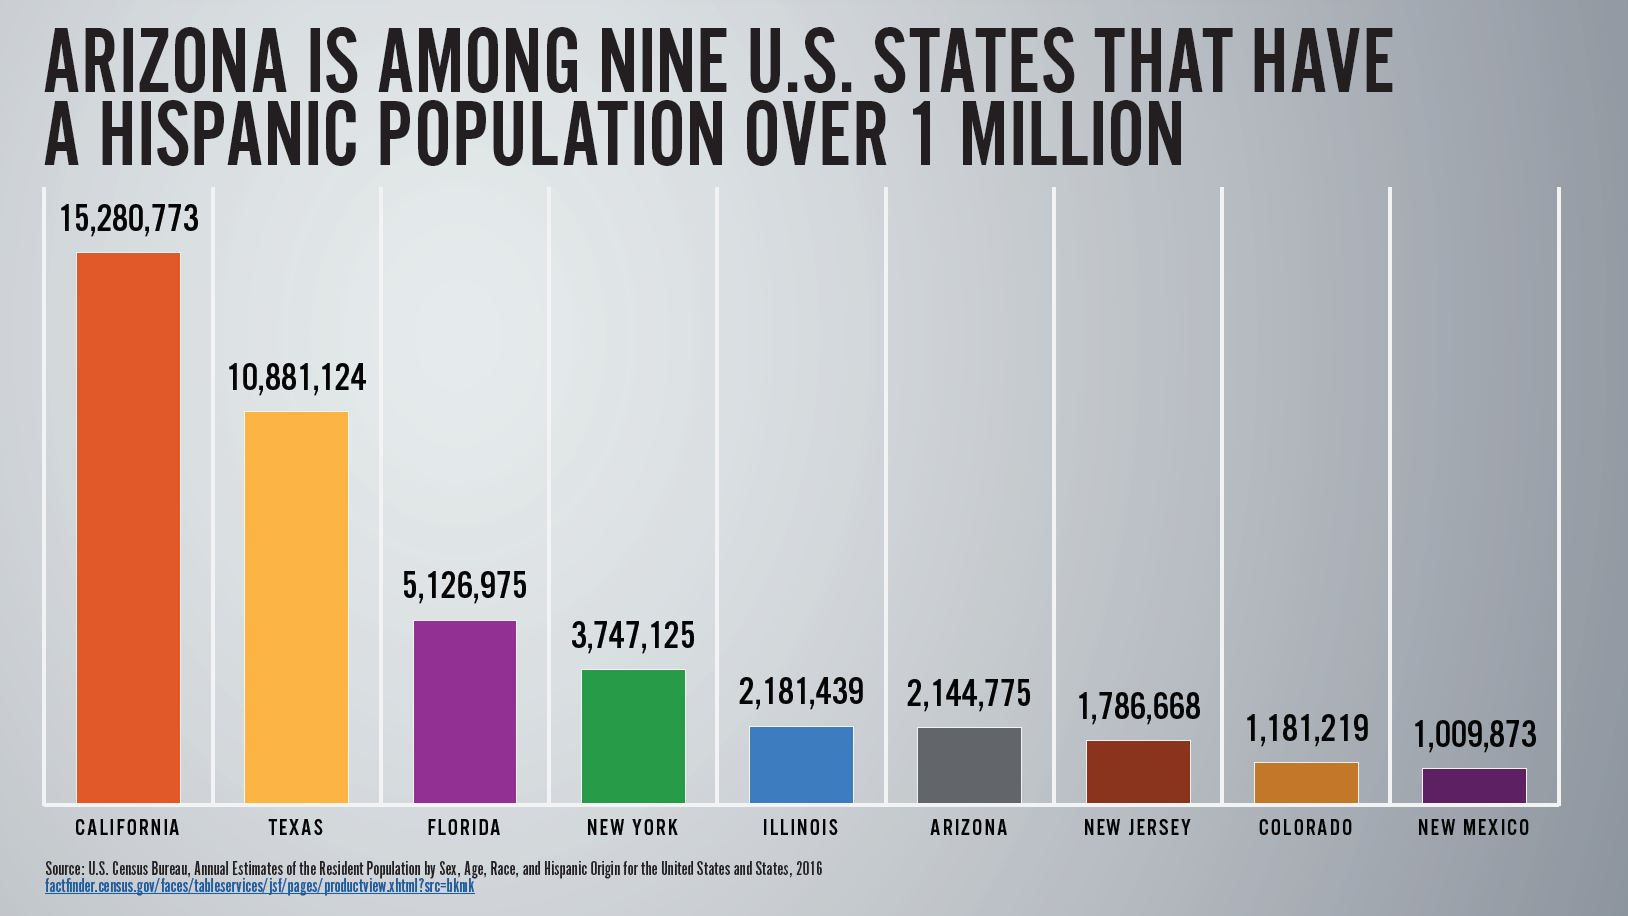 ARIZONA IS AMONG NINE U.S. STATES THAT HAVE
A HISPANIC POPULATION OVER 1 MILLION
15,280,773
10,881,124
5,126,975
3,747,125
2,181,439
2,144,775
1,786,668
1,181,219
1,009,873
CALIFORNIA
TEXAS
FLORIDA
NEW YORK
ILLINOIS
ARIZONA
NEW JERSEY
COLORADO
NEW MEXICO
Source: U.S. Census Bureau, Annual Estimates of the Resident Population by Sex, Age, Race, and Hispanic Origin for the United States and States, 2016
factfinder.census.gov/faces/tableservices/jsf/pages/productview.xhtml?src=bkmk